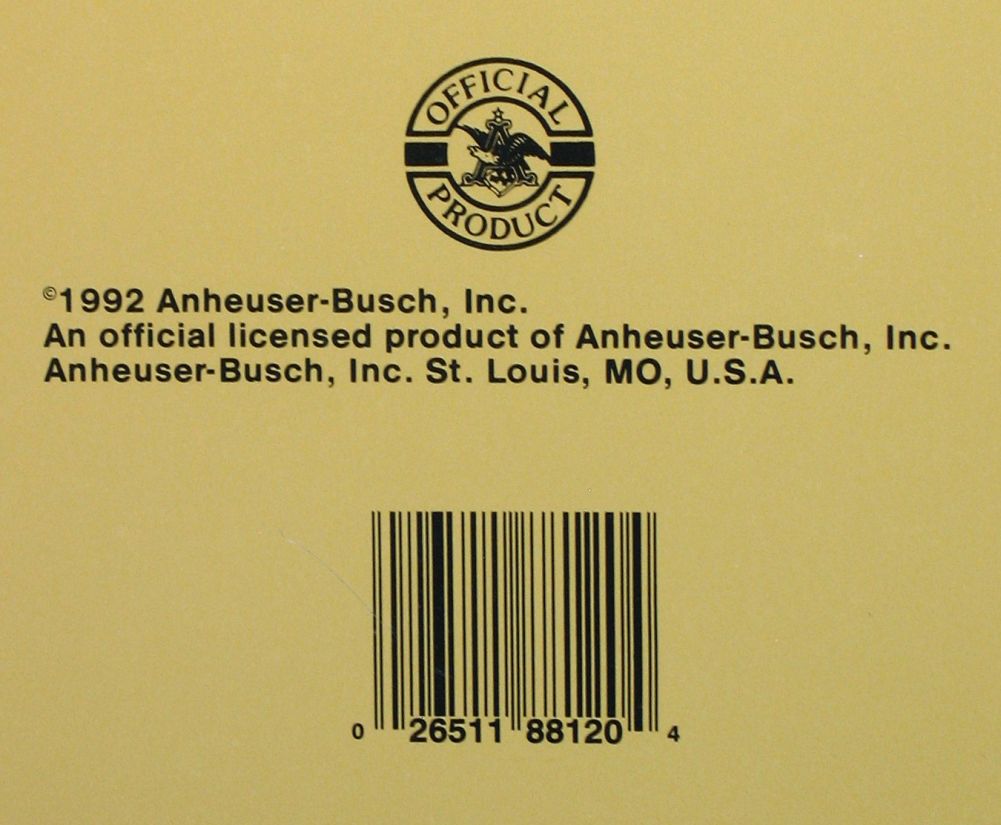 OFFICIAL
A
PRODUCT
©1992 Anheuser-Busch, Inc.
An official licensed product of Anheuser-Busch, Inc.
Anheuser-Busch, Inc. St. Louis, MO, U.S.A.
0 26511 88120 4